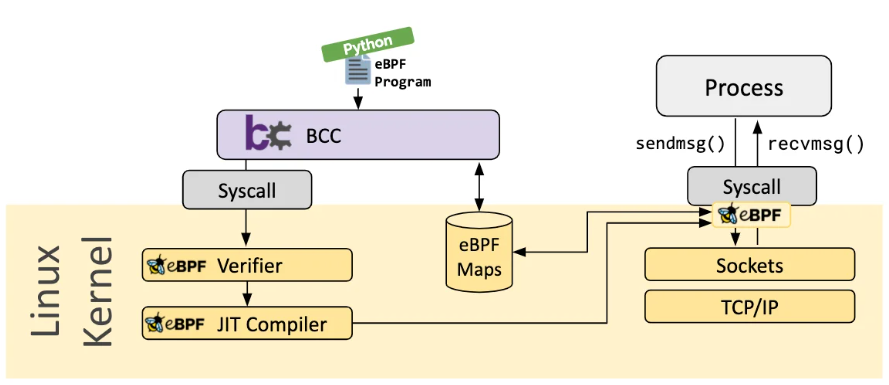 Python
eBPF
Program
bc BCC
Process
sendmsg()
recvmsg()
Syscall
Syscall
eBPF
Linux
Kernel
eBPF Verifier
eBPF
Maps
Sockets
eBPF JIT Compiler
TCP/IP